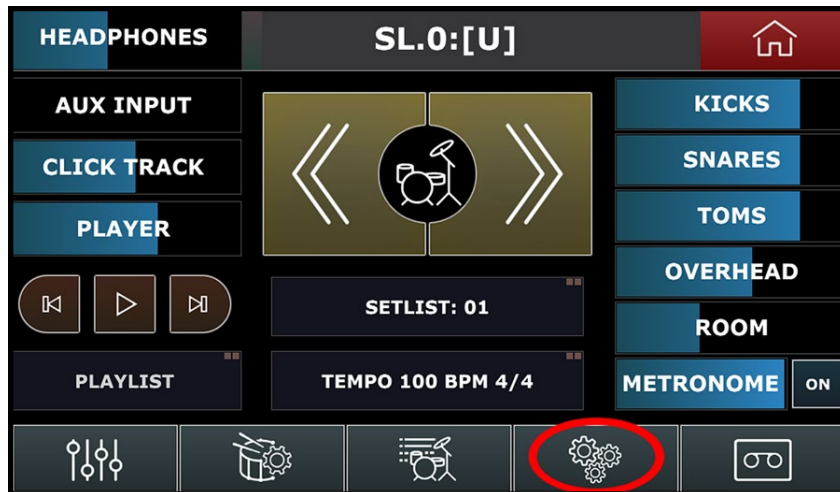 HEADPHONES
SL.0:[U]
AUX INPUT
CLICK TRACK
PLAYER
PLAYLIST
SETLIST: 01
TEMPO 100 BPM 4/4
KICKS
SNARES
TOMS
OVERHEAD
ROOM
METRONOME ON